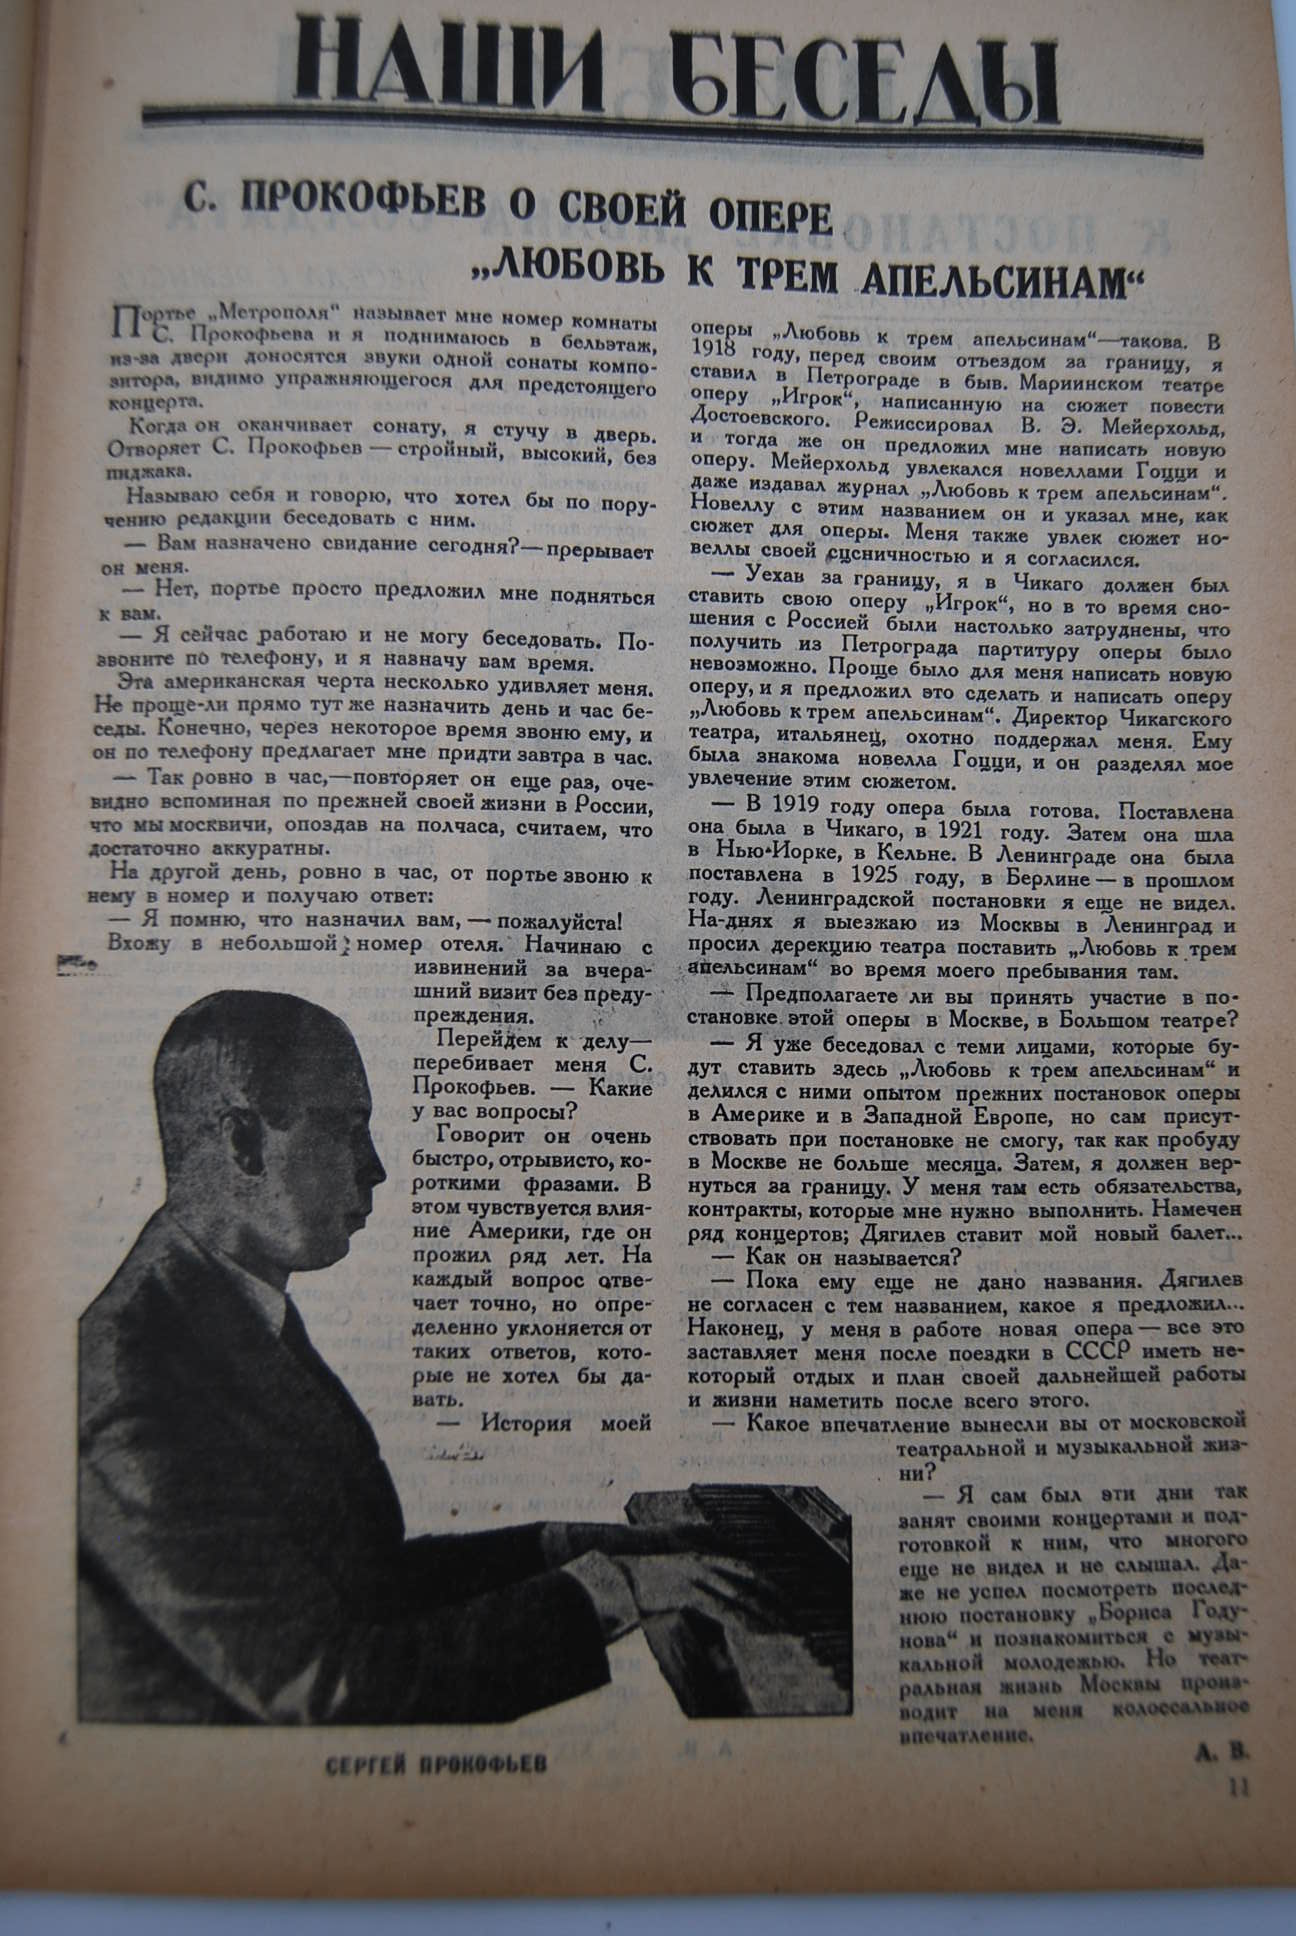 НАШИ БЕСЕДЫ
С. ПРОКОФЬЕВ О СВОЕЙ ОПЕРЕ
„ЛЮБОВЬ К ТРЕМ АПЕЛЬСИНАМ“
Портье „Метрополя“ называет мне номер комнаты
С. Прокофьева и я поднимаюсь в бельэтаж,
из-за двери доносятся звуки одной сонаты компо-
зитора, видимо упражняющегося для предстоящего
концерта.
Когда он оканчивает сонату, я стучу в дверь.
Отворяет С. Прокофьев — стройный, высокий, без
пиджака.
Называю себя и говорю, что хотел бы по пору-
чению редакции беседовать с ним.
— Вам назначено свидание сегодня?—прерывает
он меня.
— Нет, портье просто предложил мне подняться
к вам.
— Я сейчас работаю и не могу беседовать. По-
звоните по телефону, и я назначу вам время.
Эта американская черта несколько удивляет меня.
Не проще-ли прямо тут же назначить день и час бе-
седы. Конечно, через некоторое время звоню ему, и
он по телефону предлагает мне придти завтра в час.
— Так ровно в час,—повторяет он еще раз, оче-
видно вспоминая по прежней своей жизни в России,
что мы москвичи, опоздав на полчаса, считаем, что
достаточно аккуратны.
На другой день, ровно в час, от портье звоню к
нему в номер и получаю ответ:
— Я помню, что назначил вам, — пожалуйста!
Вхожу в небольшой номер отеля. Начинаю с
извинений за вчера-
шний визит без преду-
преждения.
Перейдем к делу—
перебивает меня С.
Прокофьев. — Какие
у вас вопросы?
Говорит он очень
быстро, отрывисто, ко-
роткими фразами. В
этом чувствуется влия-
ние Америки, где он
прожил ряд лет. На
каждый вопрос отве-
чает точно, но опре-
деленно уклоняется от
таких ответов, кото-
рые не хотел бы да-
вать.
— История моей
оперы „Любовь к трем апельсинам“—такова. В
1918 году, перед своим отъездом за границу, я
ставил в Петрограде в быв. Мариинском театре
оперу „Игрок“, написанную на сюжет повести
Достоевского. Режиссировал В. Э. Мейерхольд,
и тогда же он предложил мне написать новую
оперу. Мейерхольд увлекался новеллами Гоцци и
даже издавал журнал „Любовь к трем апельсинам“.
Новеллу с этим названием он и указал мне, как
сюжет для оперы. Меня также увлек сюжет но-
веллы своей сценичностью и я согласился.
— Уехав за границу, я в Чикаго должен был
ставить свою оперу „Игрок“, но в то время сно-
шения с Россией были настолько затруднены, что
получить из Петрограда партитуру оперы было
невозможно. Проще было для меня написать новую
оперу, и я предложил это сделать и написать оперу
„Любовь к трем апельсинам“. Директор Чикагского
театра, итальянец, охотно поддержал меня. Ему
была знакома новелла Гоцци, и он разделял мое
увлечение этим сюжетом.
— В 1919 году опера была готова. Поставлена
она была в Чикаго, в 1921 году. Затем она шла
в Нью-Иорке, в Кельне. В Ленинграде она была
поставлена в 1925 году, в Берлине — в прошлом
году. Ленинградской постановки я еще не видел.
На-днях я выезжаю из Москвы в Ленинград и
просил дерекцию театра поставить „Любовь к трем
апельсинам“ во время моего пребывания там.
— Предполагаете ли вы принять участие в по-
становке этой оперы в Москве, в Большом театре?
— Я уже беседовал с теми лицами, которые бу-
дут ставить здесь „Любовь к трем апельсинам“ и
делился с ними опытом прежних постановок оперы
в Америке и в Западной Европе, но сам присут-
ствовать при постановке не смогу, так как пробуду
в Москве не больше месяца. Затем, я должен вер-
нуться за границу. У меня там есть обязательства,
контракты, которые мне нужно выполнить. Намечен
ряд концертов; Дягилев ставит мой новый балет...
— Как он называется?
— Пока ему еще не дано названия. Дягилев
не согласен с тем названием, какое я предложил...
Наконец, у меня в работе новая опера — все это
заставляет меня после поездки в СССР иметь не-
который отдых и план своей дальнейшей работы
и жизни наметить после всего этого.
— Какое впечатление вынесли вы от московской
театральной и музыкальной жиз-
ни?
— Я сам был эти дни так
занят своими концертами и под-
готовкой к ним, что многого
еще не видел и не слышал. Да-
же не успел посмотреть послед-
нюю постановку „Бориса Году-
нова“ и познакомиться с музы-
кальной молодежью. Но теат-
ральная жизнь Москвы произ-
водит на меня колоссальное
впечатление.
А. В.
СЕРГЕЙ ПРОКОФЬЕВ
11